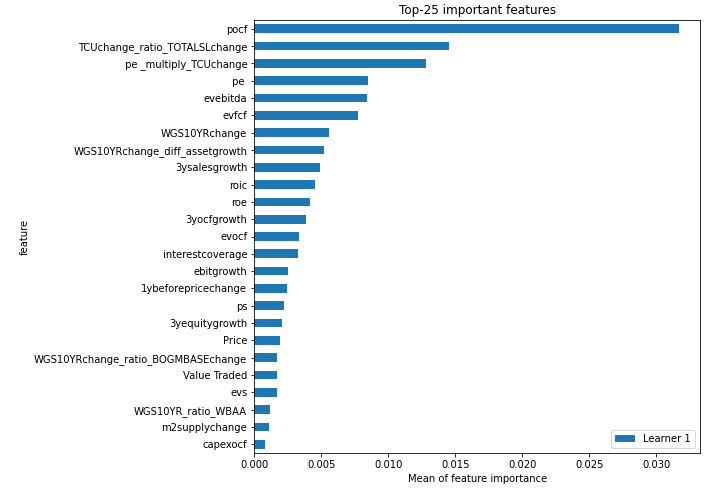 Top-25 important features
pocf
TCUchange_ratio_TOTALSLchange
pe _multiply_TCUchange
pe
evebitda
evfcf
WGS10YRchange
WGS10YRchange_diff_assetgrowth
3ysalesgrowth
roic
roe
3yocfgrowth
evocf
interestcoverage
ebitgrowth
1ybeforepricechange
ps
3yequitygrowth
Price
WGS10YRchange_ratio_BOGMBASEchange
Value Traded
evs
WGS10YR_ratio_WBAA
m2supplychange
capexocf
feature
Learner 1
0.000 0.005 0.010 0.015 0.020 0.025 0.030
Mean of feature importance